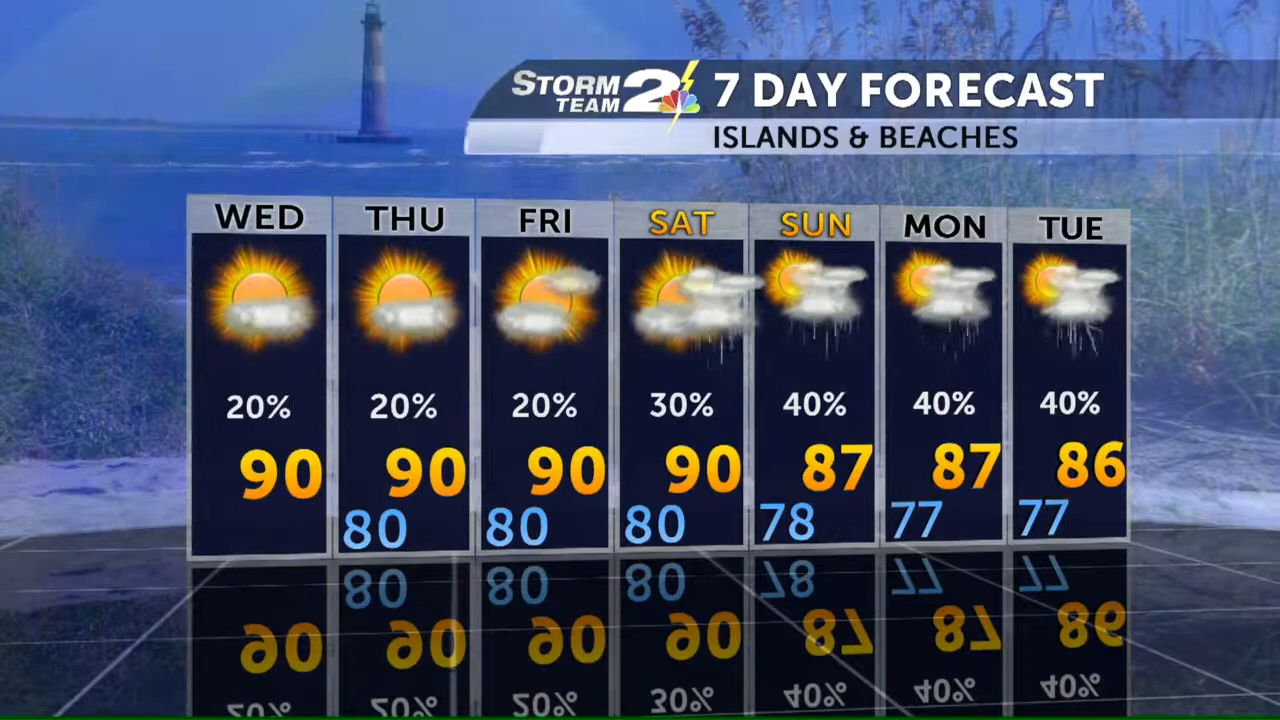 STORM TEAM 2
7 DAY FORECAST
ISLANDS & BEACHES
WED THU FRI SAT SUN MON TUE
20% 20% 20% 30% 40% 40% 40%
90 90 90 90 87 87 86
80 80 80 78 77 77